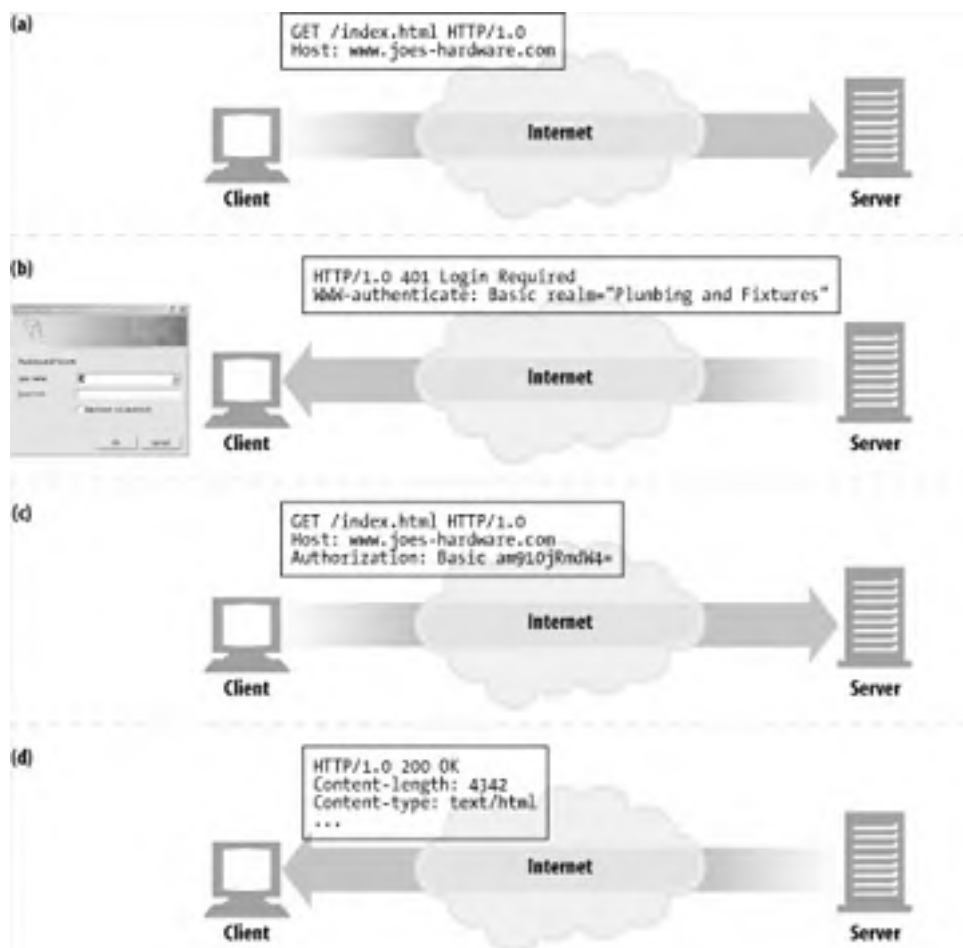 (a)
GET /index.html HTTP/1.0
Host: www.joes-hardware.com
Internet
Client
Server
(b)
HTTP/1.0 401 Login Required
WWW-authenticate: Basic realm="Plumbing and Fixtures"
Internet
Client
Server
(c)
GET /index.html HTTP/1.0
Host: www.joes-hardware.com
Authorization: Basic am910jRmdW4=
Internet
Client
Server
(d)
HTTP/1.0 200 OK
Content-length: 4342
Content-type: text/html
...
Internet
Client
Server